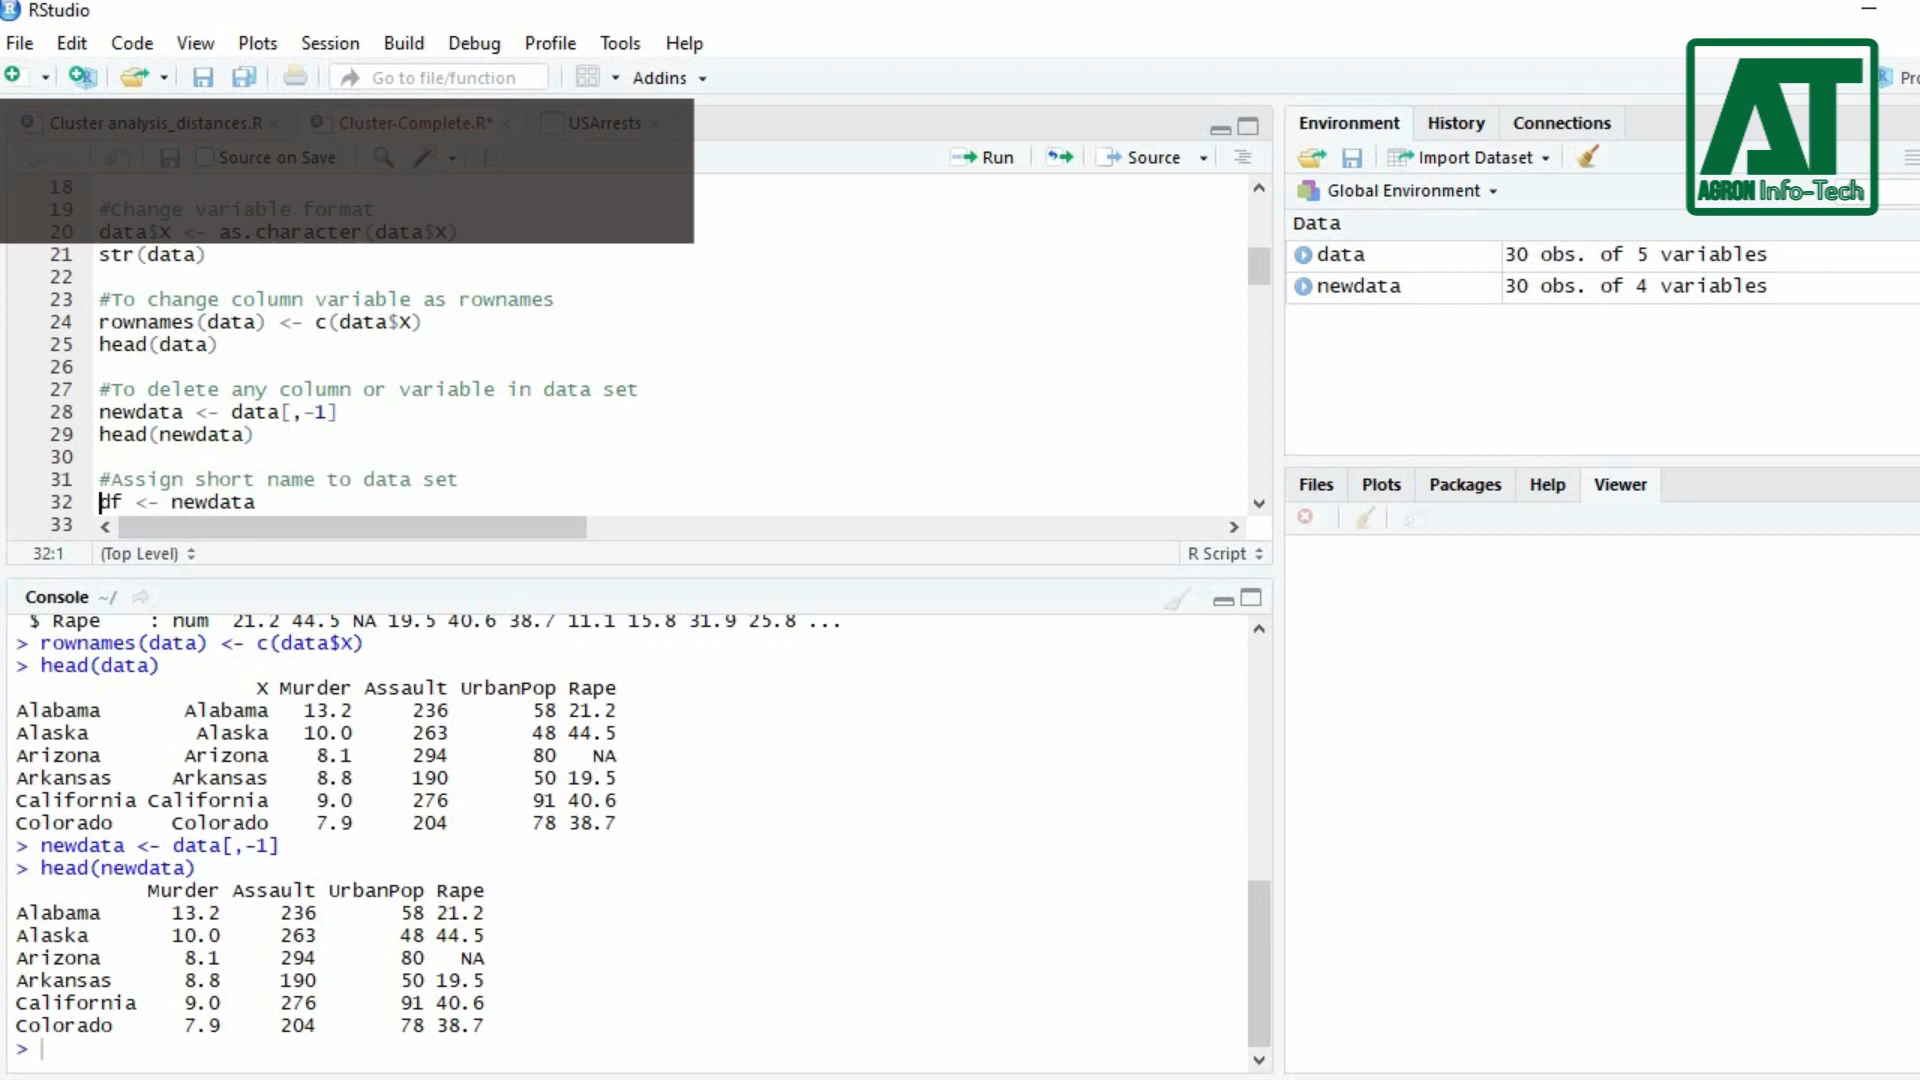 RStudio
File Edit Code View Plots Session Build Debug Profile Tools Help
Go to file/function Addins
AT
AGRON Info-Tech
Cluster analysis_distances.R Cluster-Complete.R* USArrests
Source on Save Run Source
18
19 #Change variable format
20 data$X <- as.character(data$X)
21 str(data)
22
23 #To change column variable as rownames
24 rownames(data) <- c(data$X)
25 head(data)
26
27 #To delete any column or variable in data set
28 newdata <- data[,-1]
29 head(newdata)
30
31 #Assign short name to data set
32 df <- newdata
33
32:1 (Top Level) R Script
Console ~/
$ Rape : num 21.2 44.5 NA 19.5 40.6 38.7 11.1 15.8 31.9 25.8 ...
> rownames(data) <- c(data$X)
> head(data)
X Murder Assault UrbanPop Rape
Alabama Alabama 13.2 236 58 21.2
Alaska Alaska 10.0 263 48 44.5
Arizona Arizona 8.1 294 80 NA
Arkansas Arkansas 8.8 190 50 19.5
California California 9.0 276 91 40.6
Colorado Colorado 7.9 204 78 38.7
> newdata <- data[,-1]
> head(newdata)
Murder Assault UrbanPop Rape
Alabama 13.2 236 58 21.2
Alaska 10.0 263 48 44.5
Arizona 8.1 294 80 NA
Arkansas 8.8 190 50 19.5
California 9.0 276 91 40.6
Colorado 7.9 204 78 38.7
>
Environment History Connections
Import Dataset
Global Environment
Data
data 30 obs. of 5 variables
newdata 30 obs. of 4 variables
Files Plots Packages Help Viewer